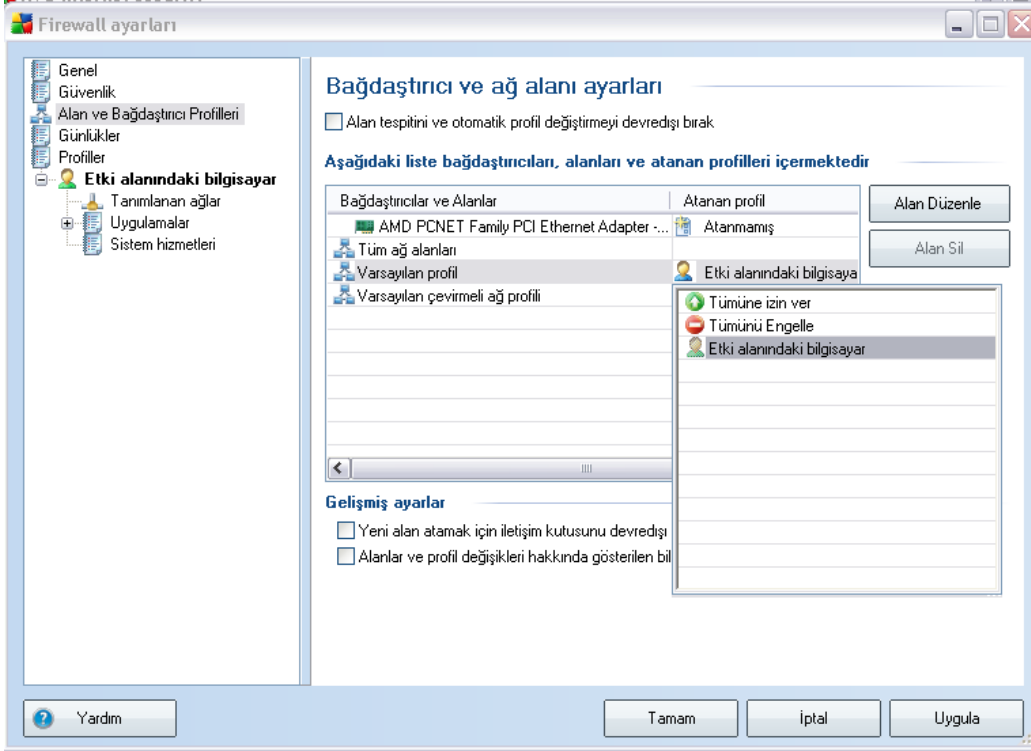 Firewall ayarları
Genel
Güvenlik
Alan ve Bağdaştırıcı Profilleri
Günlükler
Profiller
Etki alanındaki bilgisayar
Tanımlanan ağlar
Uygulamalar
Sistem hizmetleri
Bağdaştırıcı ve ağ alanı ayarları
Alan tespitini ve otomatik profil değiştirmeyi devredışı bırak
Aşağıdaki liste bağdaştırıcıları, alanları ve atanan profilleri içermektedir
Bağdaştırıcılar ve Alanlar Atanan profil
AMD PCNET Family PCI Ethernet Adapter -... Atanmamış
Tüm ağ alanları
Varsayılan profil Etki alanındaki bilgisaya
Varsayılan çevirmeli ağ profili
Alan Düzenle
Alan Sil
Tümüne izin ver
Tümünü Engelle
Etki alanındaki bilgisayar
Gelişmiş ayarlar
Yeni alan atamak için iletişim kutusunu devredışı
Alanlar ve profil değişikleri hakkında gösterilen bil
Yardım
Tamam
İptal
Uygula